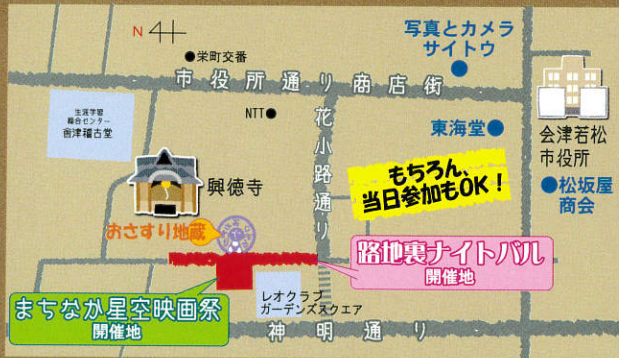 N
写真とカメラ
サイトウ
●栄町交番
市役所通り商店街
生涯学習
総合センター
會津稽古堂
NTT●
花小路通り
東海堂●
会津若松
市役所
●松坂屋
商会
もちろん、
当日参加もOK！
興徳寺
おさすり地蔵
路地裏ナイトバル
開催地
まちなか星空映画祭
開催地
レオクラブ
ガーデンズスクエア
神明通り